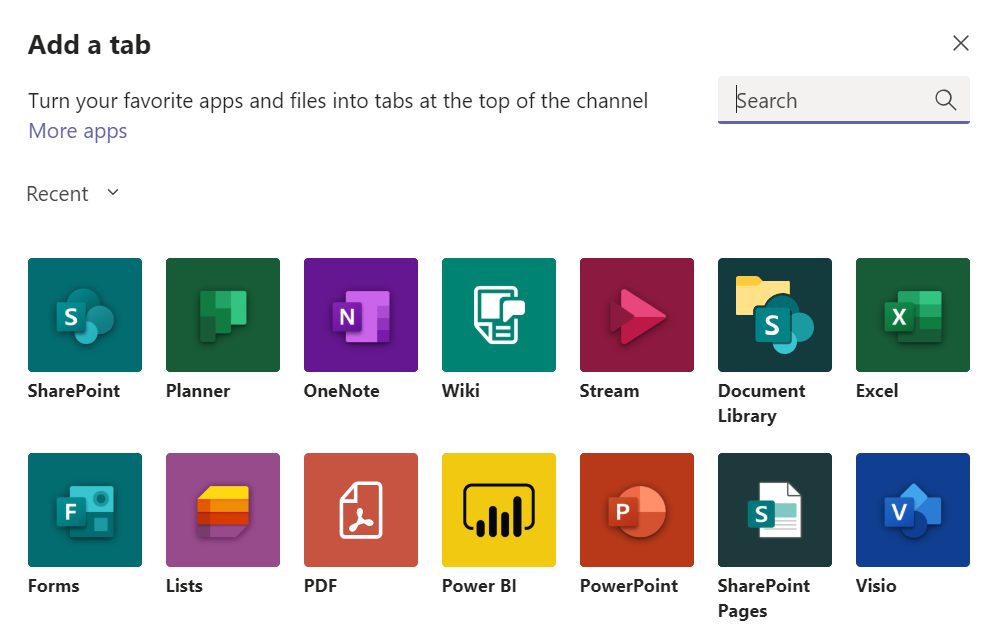 Add a tab
Turn your favorite apps and files into tabs at the top of the channel
Search
More apps
Recent
S
N
S
X
SharePoint
Planner
OneNote
Wiki
Stream
Document
Library
Excel
F
P
S
V
Forms
Lists
PDF
Power BI
PowerPoint
SharePoint
Pages
Visio